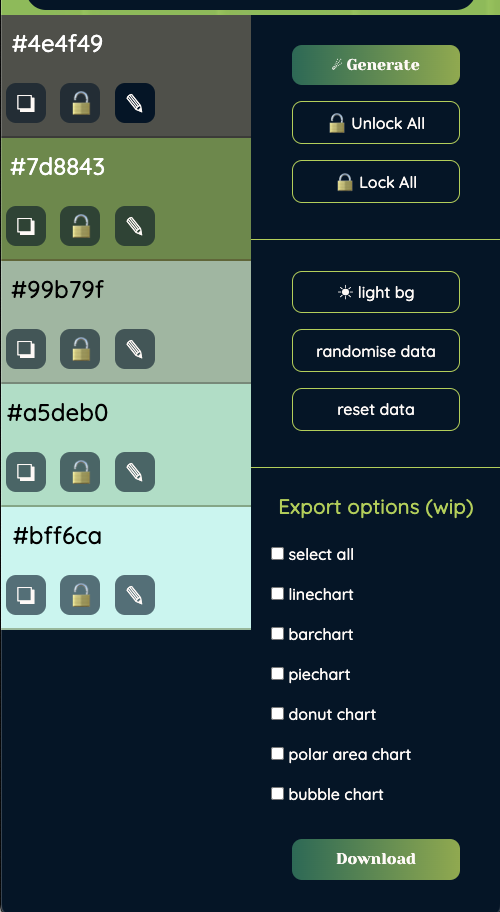 #4e4f49
#7d8843
#99b79f
#a5deb0
#bff6ca
Generate
Unlock All
Lock All
light bg
randomise data
reset data
Export options (wip)
select all
linechart
barchart
piechart
donut chart
polar area chart
bubble chart
Download